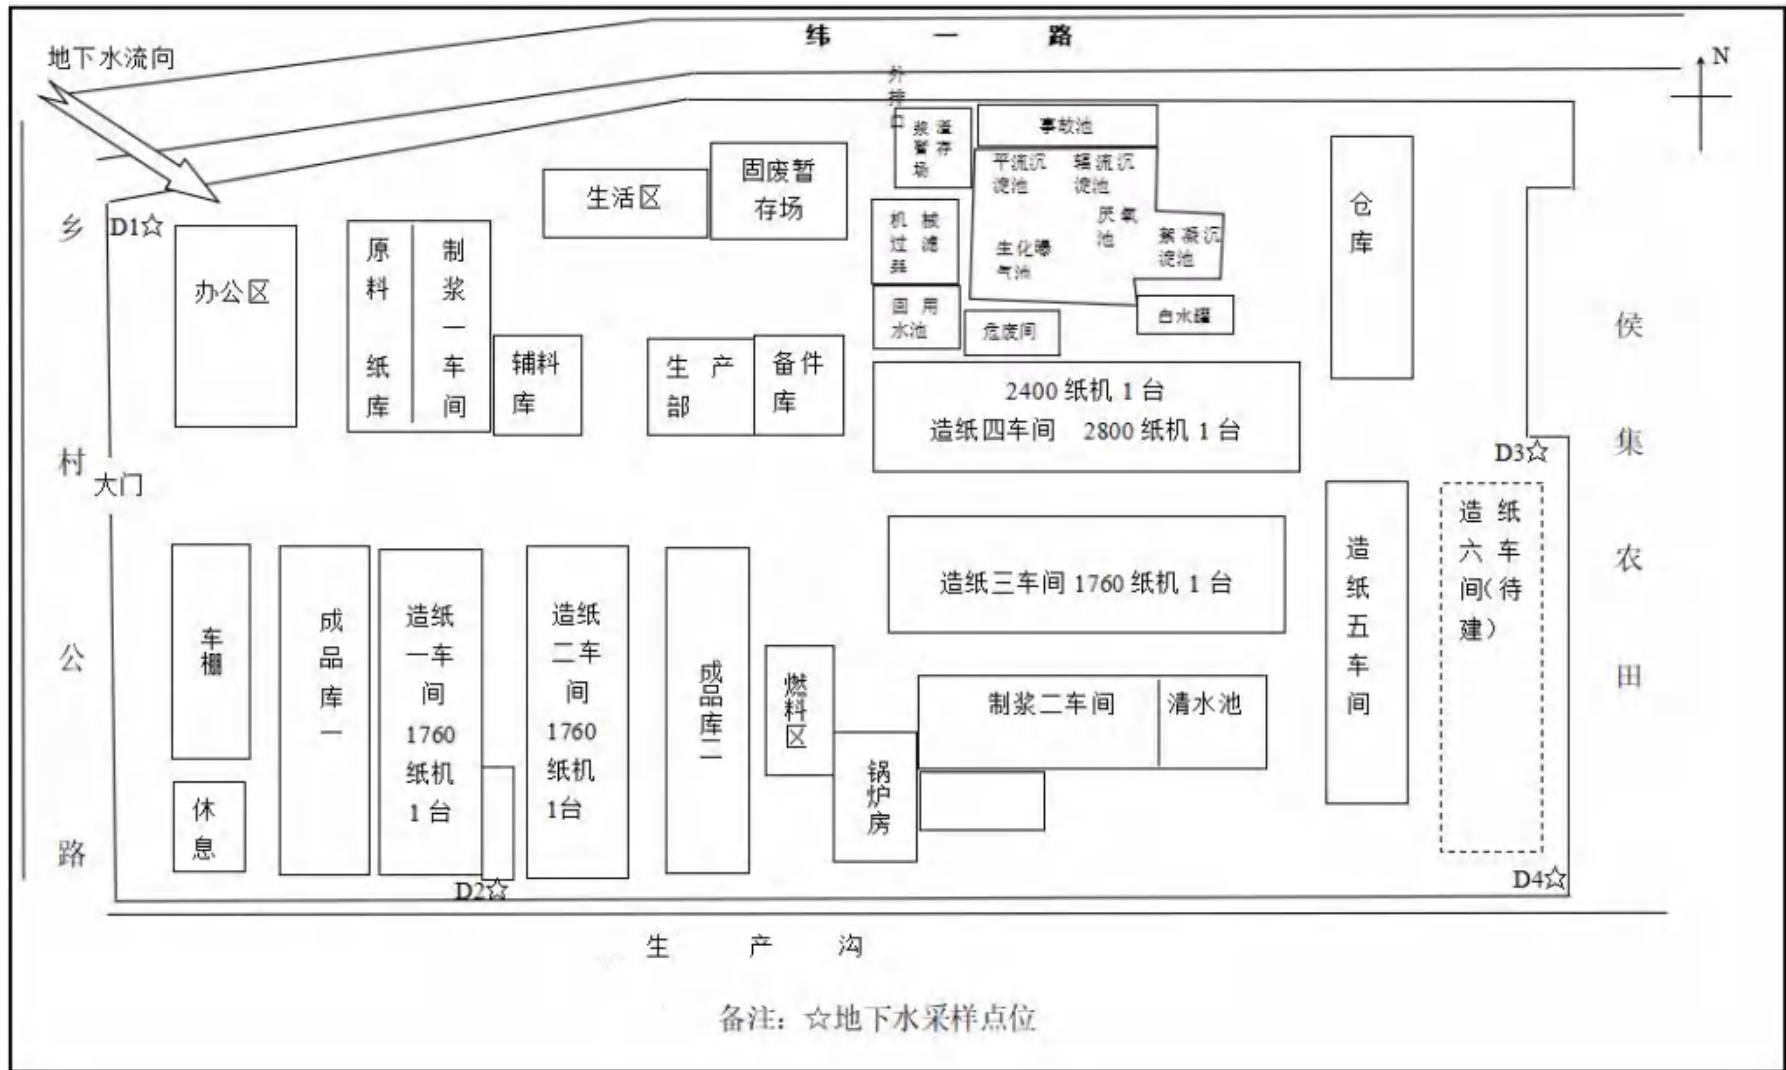 纬一路
地下水流向
N
外排口
浆渣
暂存
场
事故池
平流沉
淀池
辐流沉
淀池
厌氧
池
生化曝
气池
絮凝沉
淀池
固废暂
存场
生活区
仓库
乡村公路
D1☆
办公区
原料纸库
制浆一车间
机械
过滤
器
回用
水池
危废间
白水罐
辅料
库
生产
部
备件
库
2400 纸机 1 台
造纸四车间 2800 纸机 1 台
侯集农田
D3☆
大门
造纸三车间 1760 纸机 1 台
造纸五车间
造纸
六车
间(待
建)
车棚
成品库一
造纸
一车
间
1760
纸机
1 台
造纸
二车
间
1760
纸机
1台
成品库二
燃料区
制浆二车间
清水池
锅炉房
休息
D2☆
D4☆
生产沟
备注:☆地下水采样点位